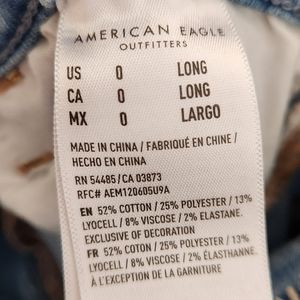 AMERICAN EAGLE
OUTFITTERS
US 0 LONG
CA 0 LONG
MX 0 LARGO
MADE IN CHINA / FABRIQUÉ EN CHINE /
HECHO EN CHINA
RN 54485 / CA 03873
RFC# AEM120605U9A
EN 52% COTTON / 25% POLYESTER / 13%
LYOCELL / 8% VISCOSE / 2% ELASTANE.
EXCLUSIVE OF DECORATION
FR 52% COTON / 25% POLYESTER / 13%
LYOCELL / 8% VISCOSE / 2% ÉLASTHANNE.
À L'EXCEPTION DE LA GARNITURE